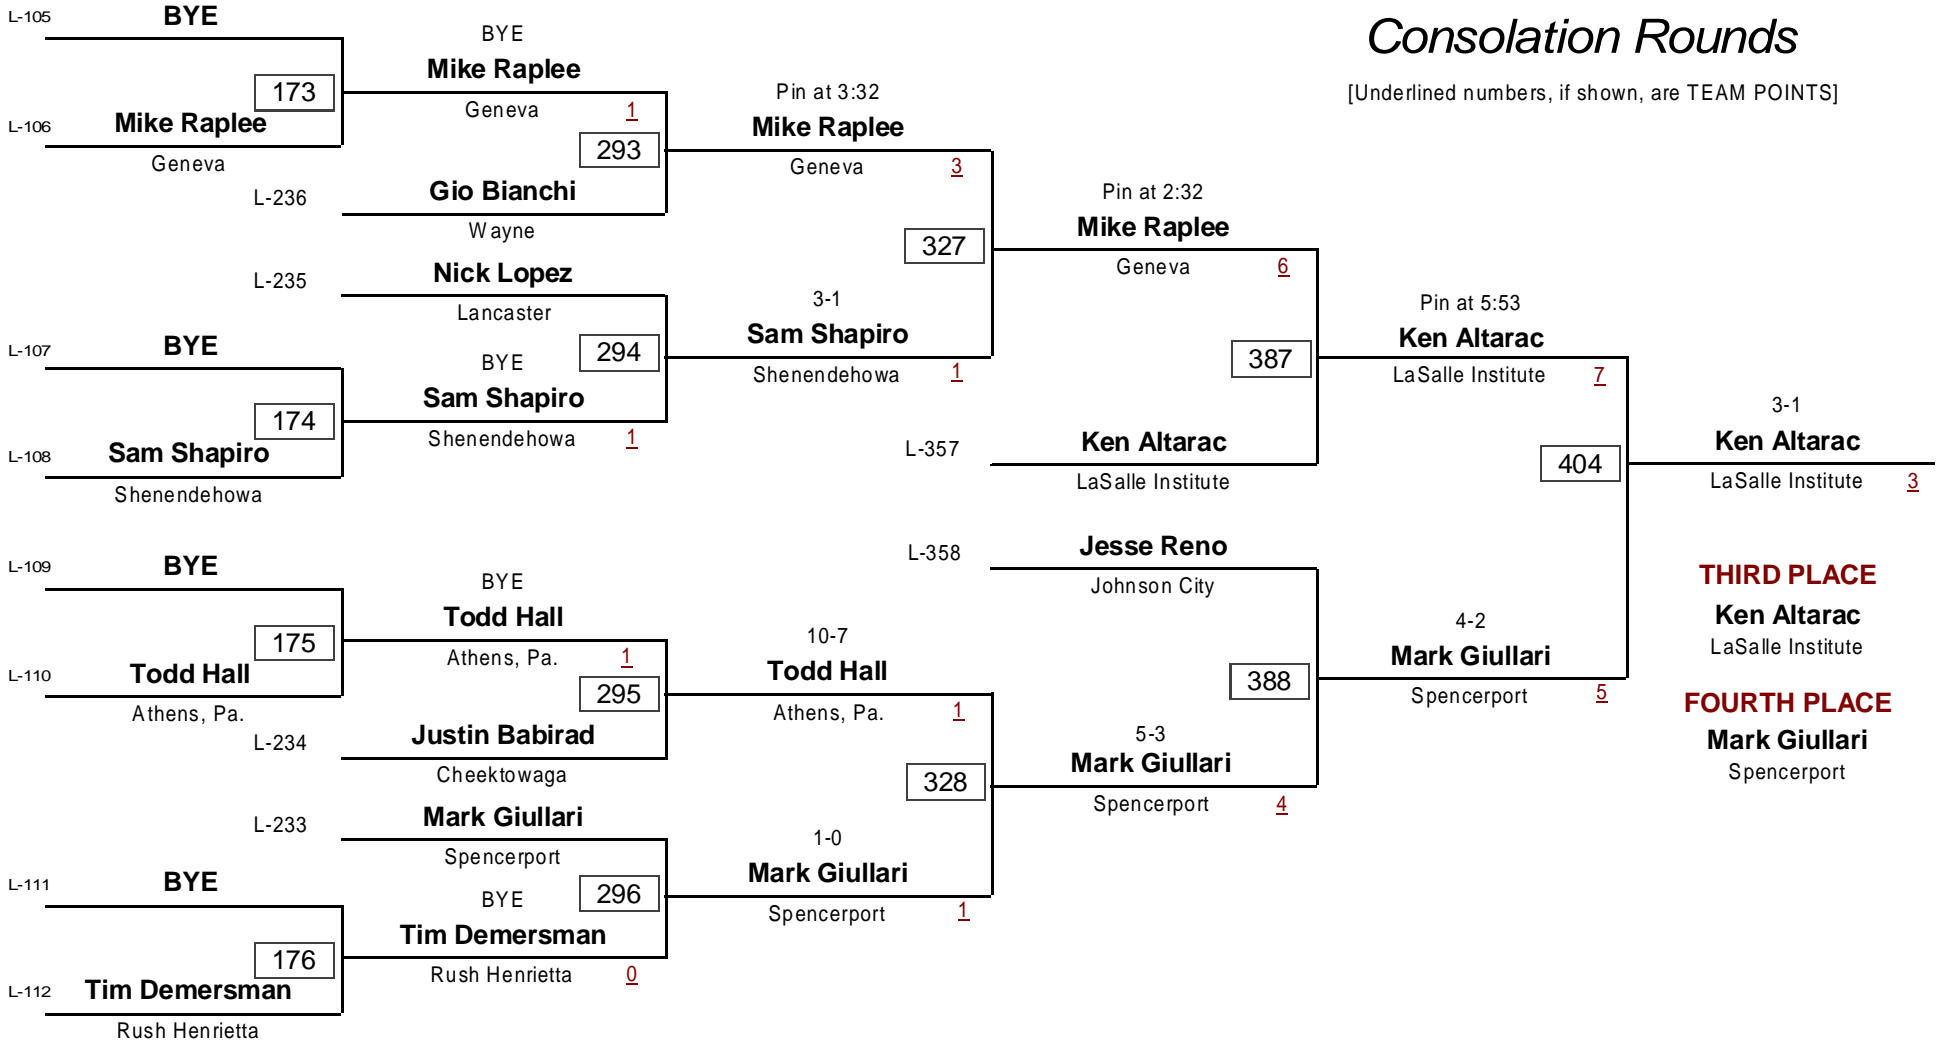 Consolation Rounds
[Underlined numbers, if shown, are TEAM POINTS]
L-105
BYE
173
L-106
Mike Raplee
Geneva
BYE
Mike Raplee
Geneva
1
293
L-236
Gio Bianchi
Wayne
L-235
Nick Lopez
Lancaster
294
L-107
BYE
174
L-108
Sam Shapiro
Shenendehowa
BYE
Sam Shapiro
Shenendehowa
1
Pin at 3:32
Mike Raplee
Geneva
3
327
3-1
Sam Shapiro
Shenendehowa
1
Pin at 2:32
Mike Raplee
Geneva
6
387
L-357
Ken Altarac
LaSalle Institute
Pin at 5:53
Ken Altarac
LaSalle Institute
7
404
3-1
Ken Altarac
LaSalle Institute
3
L-109
BYE
175
L-110
Todd Hall
Athens, Pa.
BYE
Todd Hall
Athens, Pa.
1
295
L-234
Justin Babirad
Cheektowaga
L-233
Mark Giullari
Spencerport
296
L-111
BYE
176
L-112
Tim Demersman
Rush Henrietta
BYE
Tim Demersman
Rush Henrietta
0
10-7
Todd Hall
Athens, Pa.
1
328
1-0
Mark Giullari
Spencerport
1
L-358
Jesse Reno
Johnson City
388
5-3
Mark Giullari
Spencerport
4
4-2
Mark Giullari
Spencerport
5
THIRD PLACE
Ken Altarac
LaSalle Institute
FOURTH PLACE
Mark Giullari
Spencerport